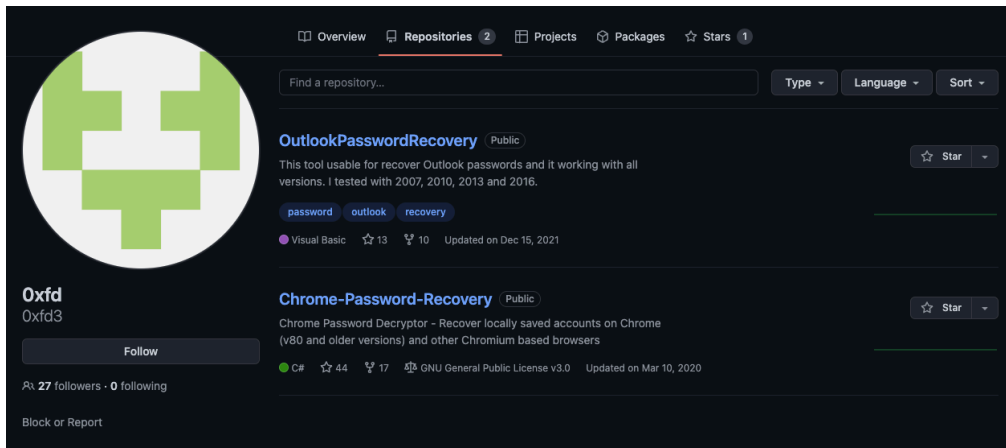 Overview Repositories 2 Projects Packages Stars 1
Find a repository...
Type Language Sort
OutlookPasswordRecovery Public
Star
This tool usable for recover Outlook passwords and it working with all
versions. I tested with 2007, 2010, 2013 and 2016.
password outlook recovery
Visual Basic 13 10 Updated on Dec 15, 2021
Chrome-Password-Recovery Public
Star
Chrome Password Decryptor - Recover locally saved accounts on Chrome
(v80 and older versions) and other Chromium based browsers
C# 44 17 GNU General Public License v3.0 Updated on Mar 10, 2020
0xfd
0xfd3
Follow
27 followers · 0 following
Block or Report